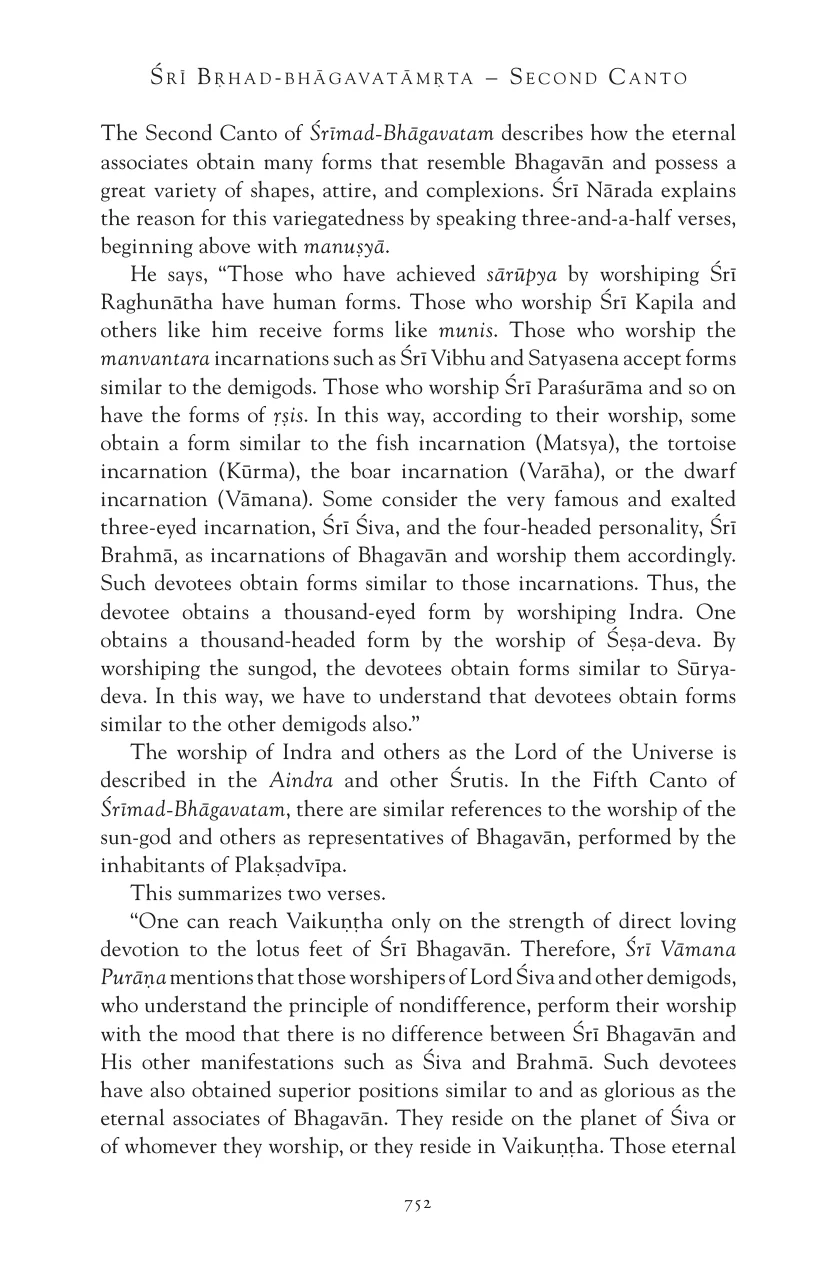 Śrī Bṛhad-bhāgavatāmṛta – Second Canto
The Second Canto of Śrīmad-Bhāgavatam describes how the eternal
associates obtain many forms that resemble Bhagavān and possess a
great variety of shapes, attire, and complexions. Śrī Nārada explains
the reason for this variegatedness by speaking three-and-a-half verses,
beginning above with manuṣyā.
He says, “Those who have achieved sārūpya by worshiping Śrī
Raghunātha have human forms. Those who worship Śrī Kapila and
others like him receive forms like munis. Those who worship the
manvantara incarnations such as Śrī Vibhu and Satyasena accept forms
similar to the demigods. Those who worship Śrī Paraśurāma and so on
have the forms of ṛṣis. In this way, according to their worship, some
obtain a form similar to the fish incarnation (Matsya), the tortoise
incarnation (Kūrma), the boar incarnation (Varāha), or the dwarf
incarnation (Vāmana). Some consider the very famous and exalted
three-eyed incarnation, Śrī Śiva, and the four-headed personality, Śrī
Brahmā, as incarnations of Bhagavān and worship them accordingly.
Such devotees obtain forms similar to those incarnations. Thus, the
devotee obtains a thousand-eyed form by worshiping Indra. One
obtains a thousand-headed form by the worship of Śeṣa-deva. By
worshiping the sungod, the devotees obtain forms similar to Sūrya-
deva. In this way, we have to understand that devotees obtain forms
similar to the other demigods also.”
The worship of Indra and others as the Lord of the Universe is
described in the Aindra and other Śrutis. In the Fifth Canto of
Śrīmad-Bhāgavatam, there are similar references to the worship of the
sun-god and others as representatives of Bhagavān, performed by the
inhabitants of Plakṣadvīpa.
This summarizes two verses.
“One can reach Vaikuṇṭha only on the strength of direct loving
devotion to the lotus feet of Śrī Bhagavān. Therefore, Śrī Vāmana
Purāṇa mentions that those worshipers of Lord Śiva and other demigods,
who understand the principle of nondifference, perform their worship
with the mood that there is no difference between Śrī Bhagavān and
His other manifestations such as Śiva and Brahmā. Such devotees
have also obtained superior positions similar to and as glorious as the
eternal associates of Bhagavān. They reside on the planet of Śiva or
of whomever they worship, or they reside in Vaikuṇṭha. Those eternal
752